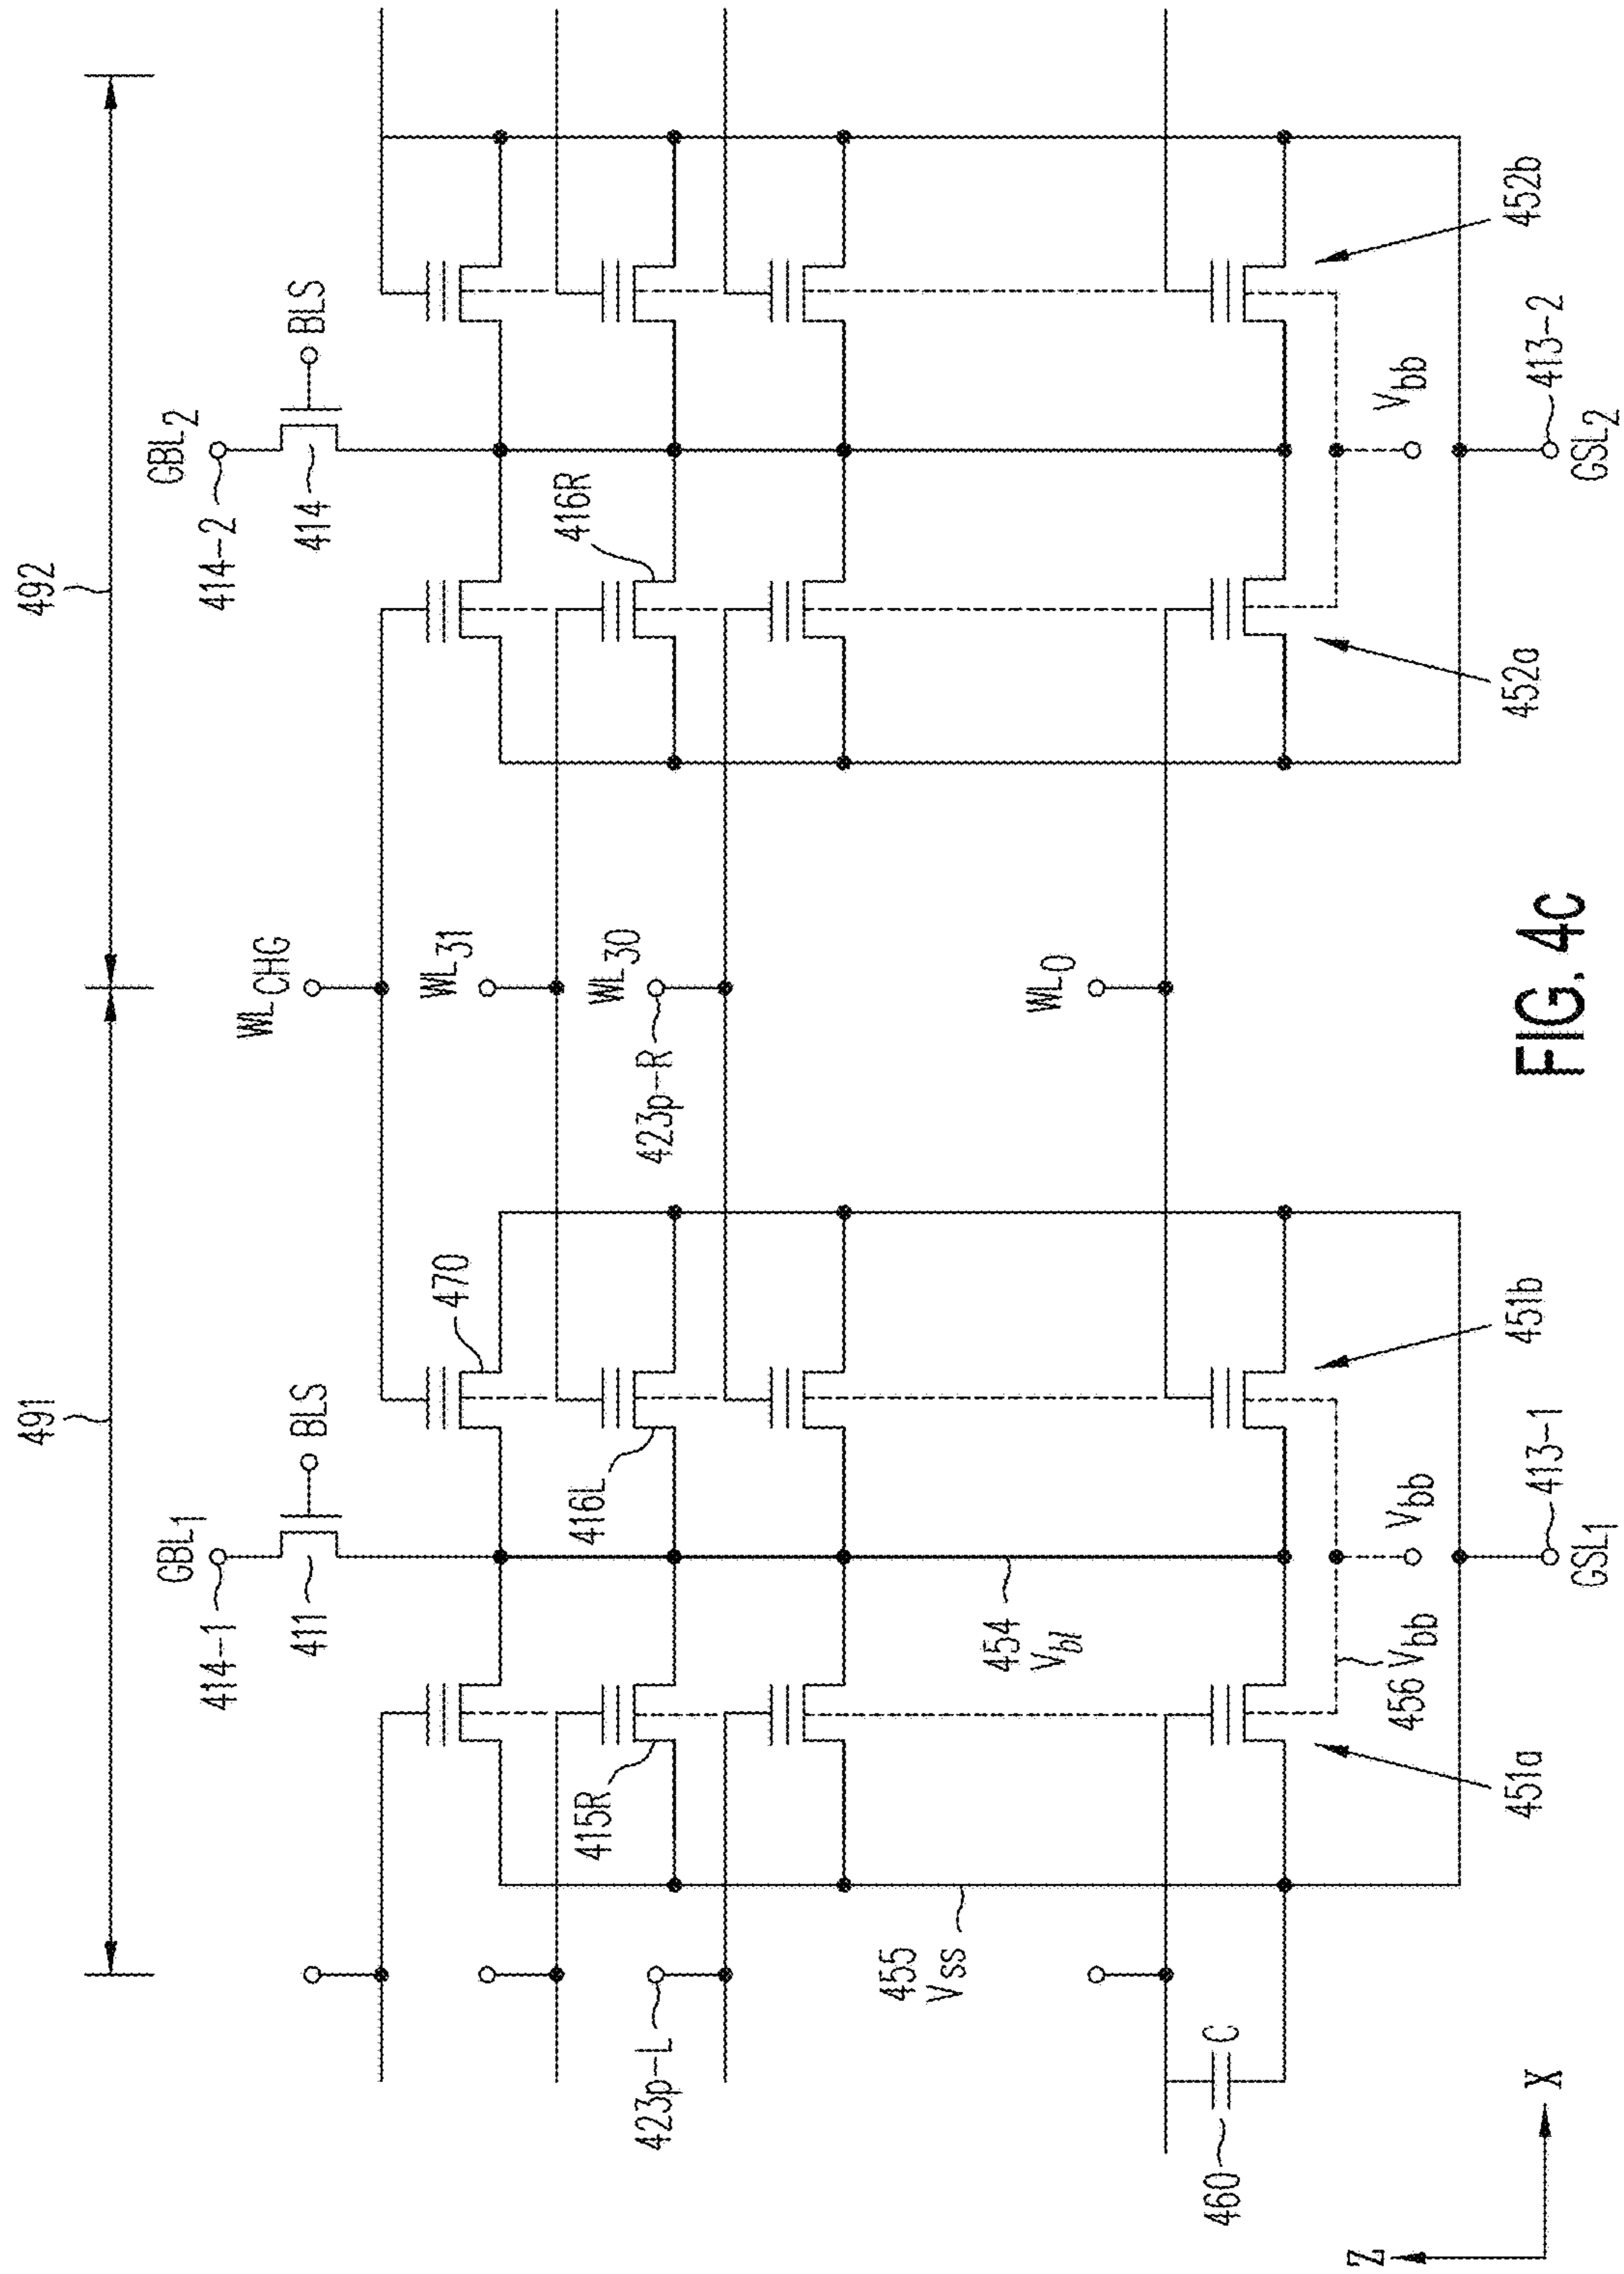 491
492
GBL1
414-1
411
BLS
GBL2
414-2
414
BLS
WLCHG
WL31
WL30
423p-R
WL0
423p-L
470
415R
416L
416R
454
Vbl
455
Vss
456 Vbb
Vbb
Vbb
460
C
451a
451b
452a
452b
413-1
GSL1
413-2
GSL2
Z
X
FIG. 4c